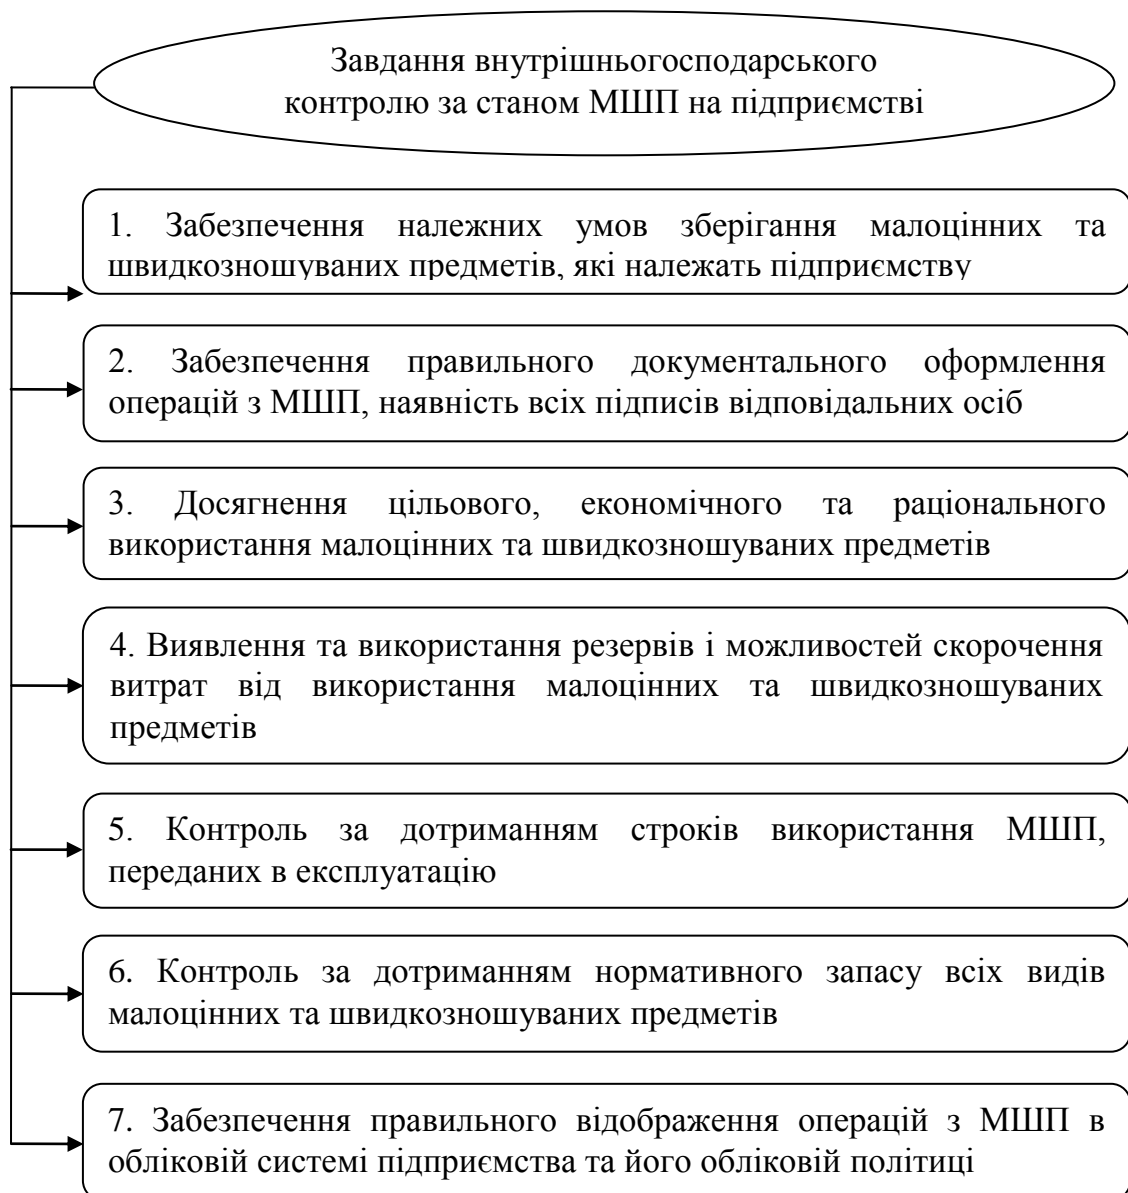 Завдання внутрішньогосподарського
контролю за станом МШП на підприємстві
1. Забезпечення належних умов зберігання малоцінних та
швидкозношуваних предметів, які належать підприємству
2. Забезпечення правильного документального оформлення
операцій з МШП, наявність всіх підписів відповідальних осіб
3. Досягнення цільового, економічного та раціонального
використання малоцінних та швидкозношуваних предметів
4. Виявлення та використання резервів і можливостей скорочення
витрат від використання малоцінних та швидкозношуваних
предметів
5. Контроль за дотриманням строків використання МШП,
переданих в експлуатацію
6. Контроль за дотриманням нормативного запасу всіх видів
малоцінних та швидкозношуваних предметів
7. Забезпечення правильного відображення операцій з МШП в
обліковій системі підприємства та його обліковій політиці